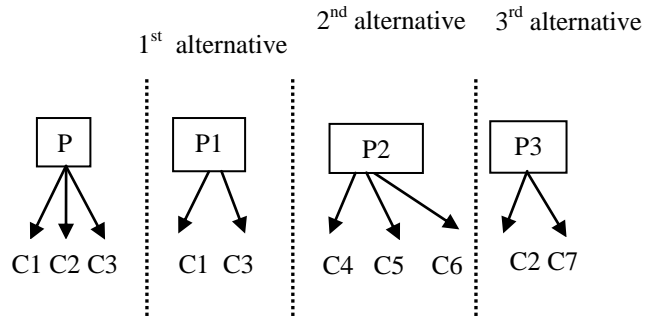 1st alternative 2nd alternative 3rd alternative
P P1 P2 P3
C1 C2 C3 C1 C3 C4 C5 C6 C2 C7